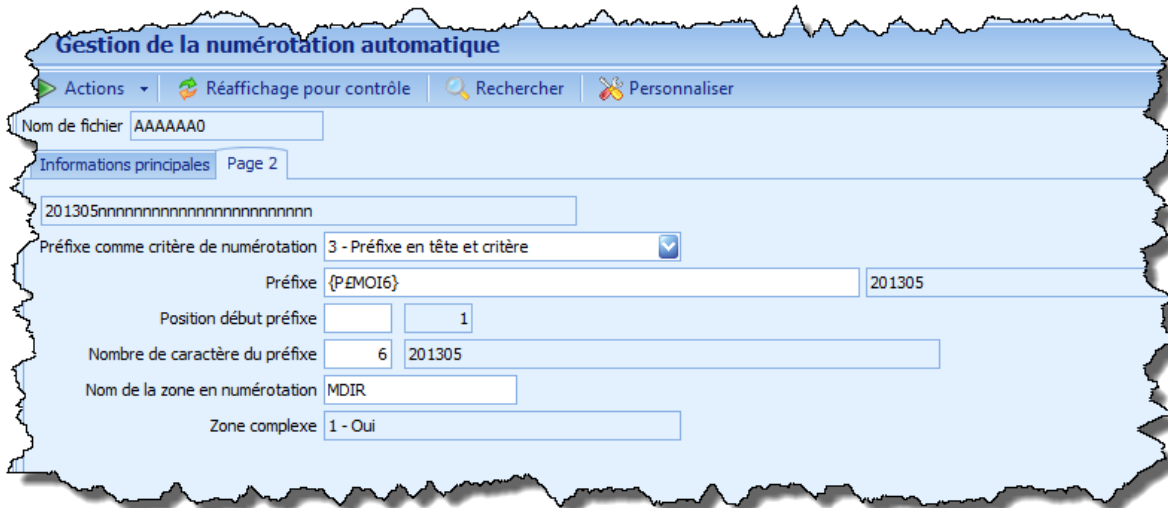 Gestion de la numérotation automatique
Actions Réaffichage pour contrôle Rechercher Personnaliser
Nom de fichier AAAAAA0
Informations principales Page 2
201305nnnnnnnnnnnnnnnnnnnnnnnn
Préfixe comme critère de numérotation 3 - Préfixe en tête et critère
Préfixe {P£MOI6} 201305
Position début préfixe 1
Nombre de caractère du préfixe 6 201305
Nom de la zone en numérotation MDIR
Zone complexe 1 - Oui